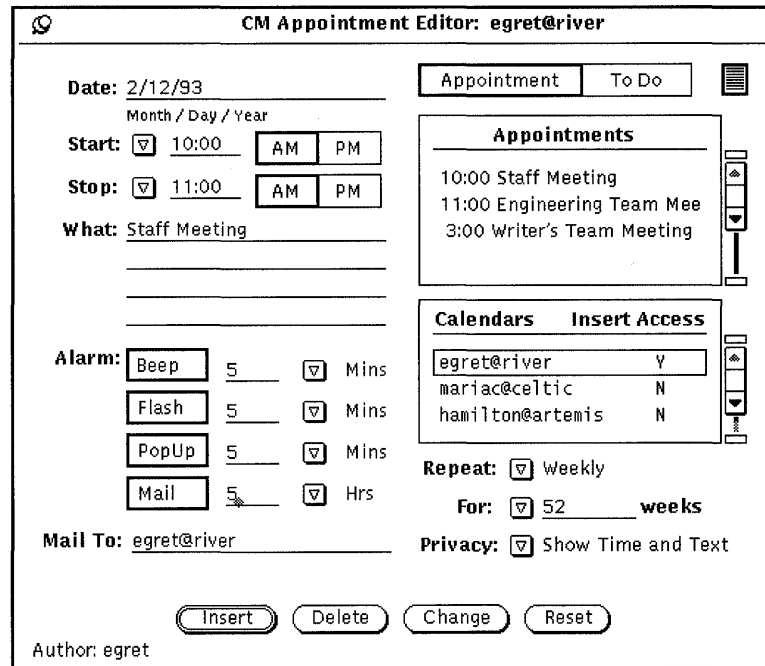 CM Appointment Editor: egret@river
Date: 2/12/93
Month / Day / Year
Start: 10:00 AM PM
Stop: 11:00 AM PM
What: Staff Meeting
Alarm: Beep 5 Mins
Flash 5 Mins
PopUp 5 Mins
Mail 5 Hrs
Mail To: egret@river
Appointment To Do
Appointments
10:00 Staff Meeting
11:00 Engineering Team Mee
3:00 Writer's Team Meeting
Calendars Insert Access
egret@river Y
mariac@celtic N
hamilton@artemis N
Repeat: Weekly
For: 52 weeks
Privacy: Show Time and Text
Insert Delete Change Reset
Author: egret